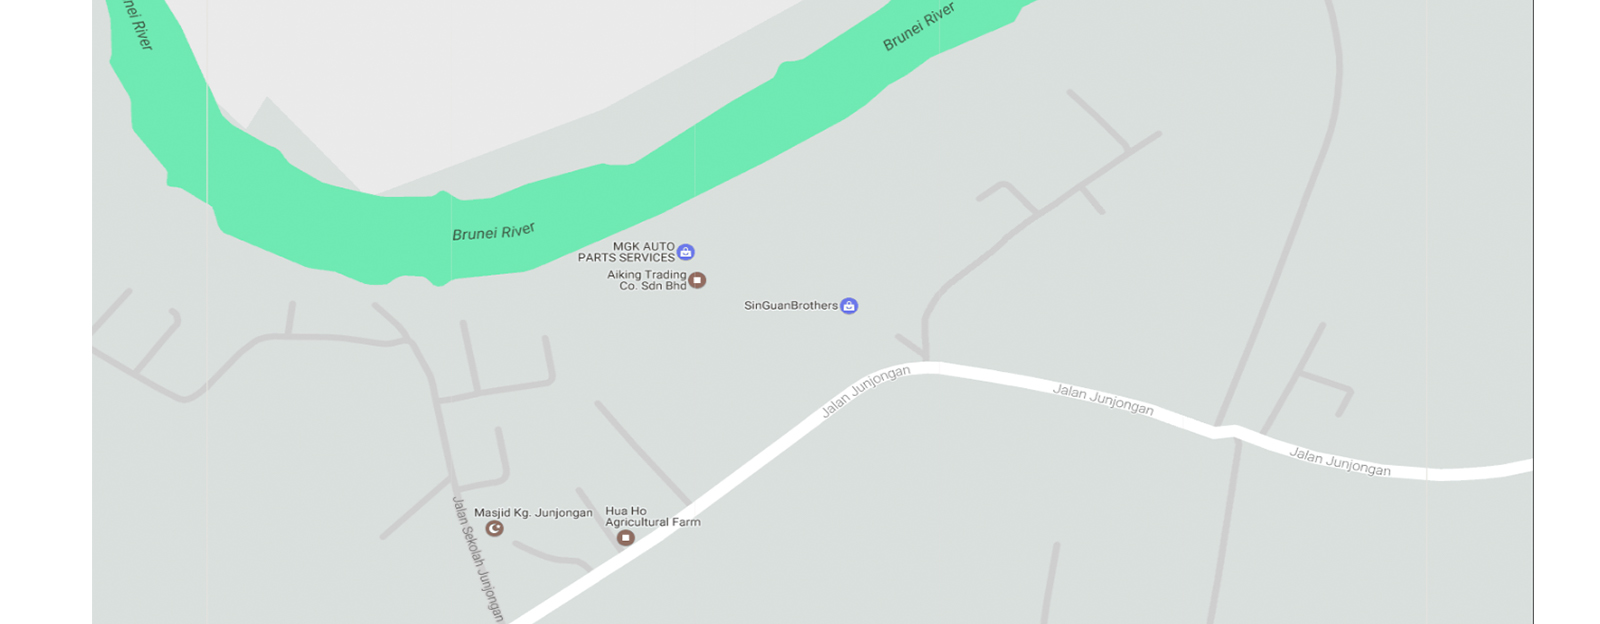 nei River
Brunei River
Brunei River
MGK AUTO
PARTS SERVICES
Aiking Trading
Co. Sdn Bhd
SinGuanBrothers
Jalan Junjongan
Jalan Junjongan
Jalan Junjongan
Jalan Sekolah Junjongan
Masjid Kg. Junjongan
Hua Ho
Agricultural Farm